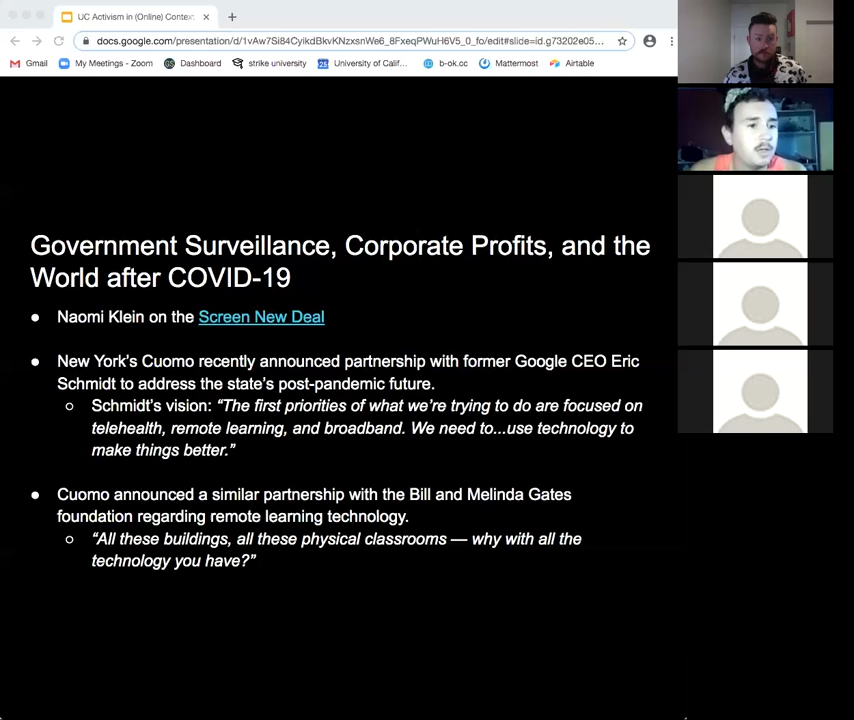 UC Activism in (Online) Contex
docs.google.com/presentation/d/1vAw7Si84CyikdBkvKNzxsnWe6_8FxeqPWuH6V5_0_fo/edit#slide=id.g73202e05...
Gmail My Meetings - Zoom Dashboard strike university University of Calif... b-ok.cc Mattermost Airtable
Government Surveillance, Corporate Profits, and the
World after COVID-19
● Naomi Klein on the Screen New Deal
● New York’s Cuomo recently announced partnership with former Google CEO Eric
Schmidt to address the state’s post-pandemic future.
○ Schmidt’s vision: “The first priorities of what we’re trying to do are focused on
telehealth, remote learning, and broadband. We need to...use technology to
make things better.”
● Cuomo announced a similar partnership with the Bill and Melinda Gates
foundation regarding remote learning technology.
○ “All these buildings, all these physical classrooms — why with all the
technology you have?”